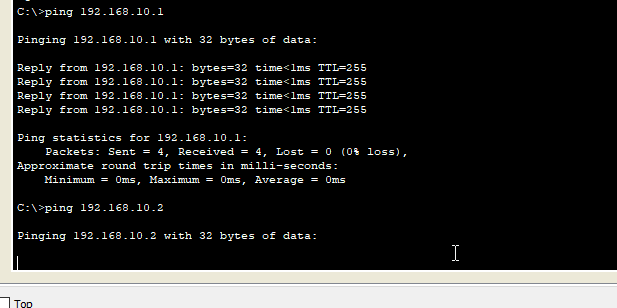 C:\>ping 192.168.10.1
Pinging 192.168.10.1 with 32 bytes of data:
Reply from 192.168.10.1: bytes=32 time<1ms TTL=255
Reply from 192.168.10.1: bytes=32 time<1ms TTL=255
Reply from 192.168.10.1: bytes=32 time<1ms TTL=255
Reply from 192.168.10.1: bytes=32 time<1ms TTL=255
Ping statistics for 192.168.10.1:
    Packets: Sent = 4, Received = 4, Lost = 0 (0% loss),
Approximate round trip times in milli-seconds:
    Minimum = 0ms, Maximum = 0ms, Average = 0ms
C:\>ping 192.168.10.2
Pinging 192.168.10.2 with 32 bytes of data:
Top